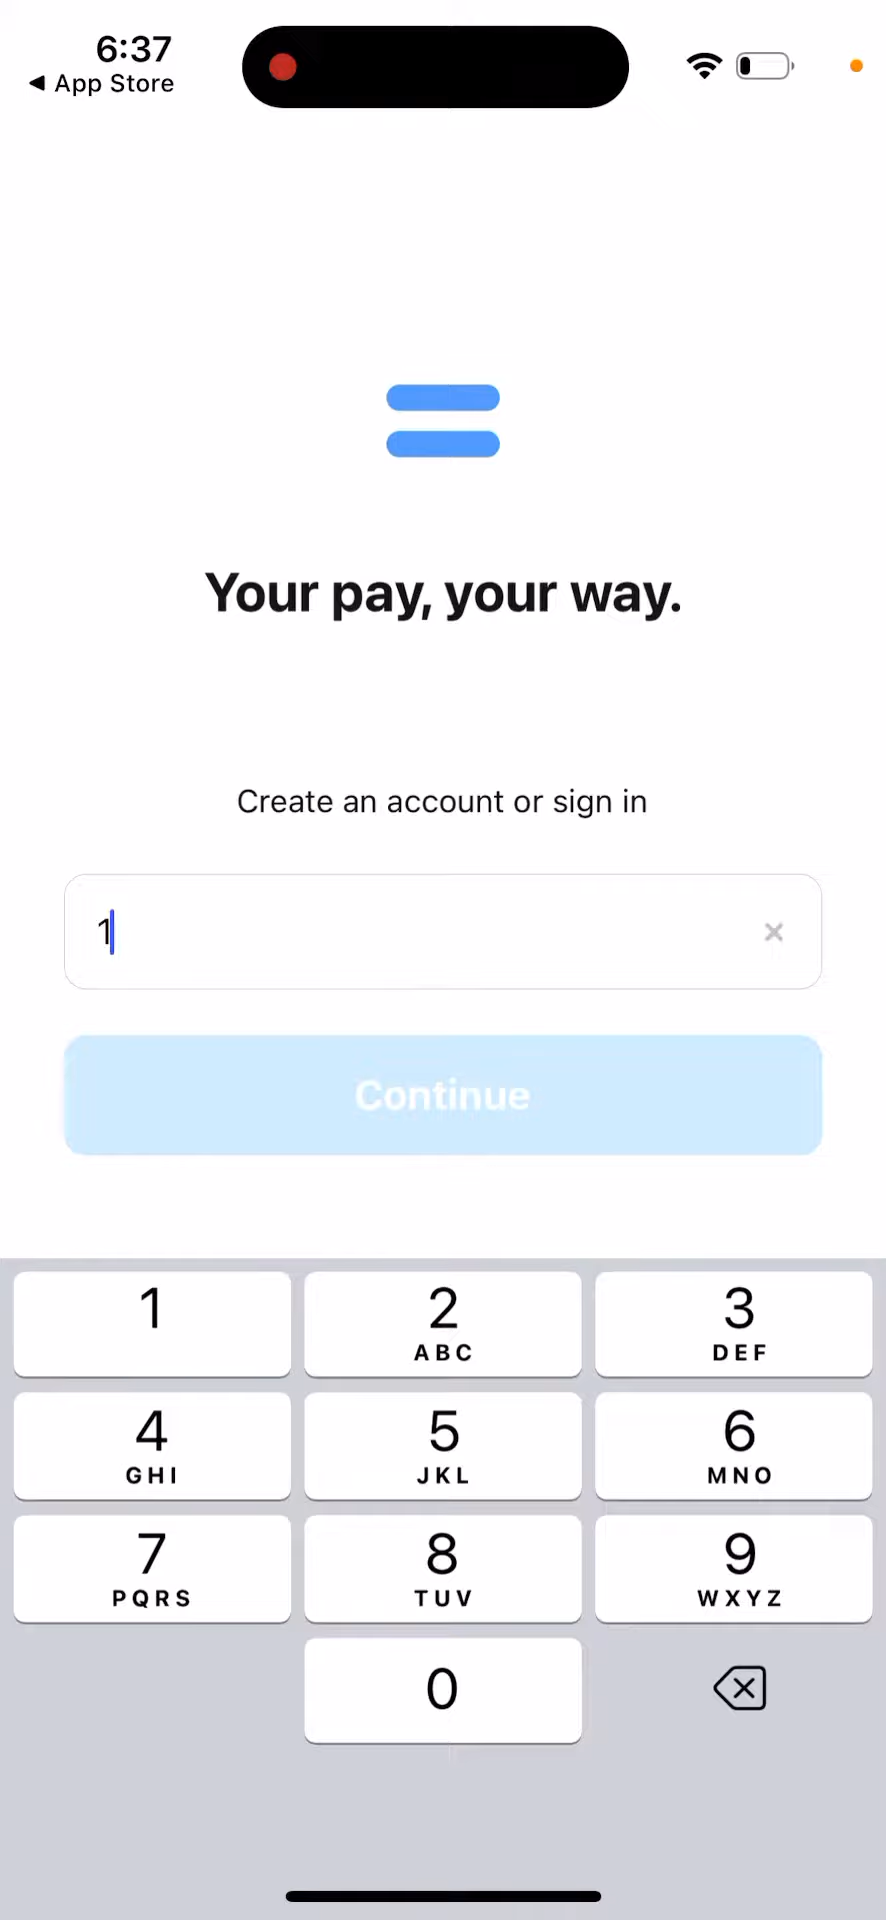 6:37
◀ App Store
Your pay, your way.
Create an account or sign in
1
Continue
1
2
ABC
3
DEF
4
GHI
5
JKL
6
MNO
7
PQRS
8
TUV
9
WXYZ
0